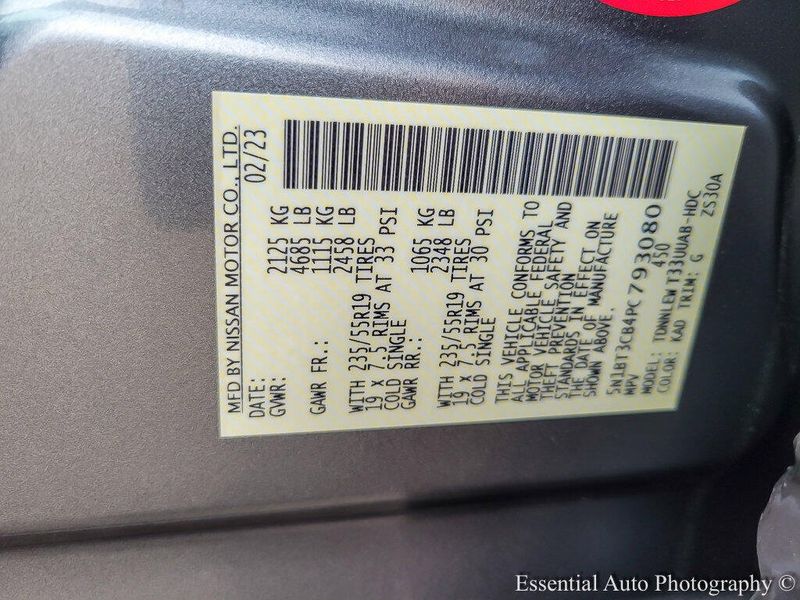 MFD BY NISSAN MOTOR CO., LTD.
DATE: 02/23
GVWR: 2125 KG
4685 LB
GAWR FR.: 1115 KG
2458 LB
WITH 235/55R19 TIRES
19 x 7.5 RIMS AT 33 PSI
COLD SINGLE
GAWR RR.: 1065 KG
2348 LB
WITH 235/55R19 TIRES
19 x 7.5 RIMS AT 30 PSI
COLD SINGLE
THIS VEHICLE CONFORMS TO
ALL APPLICABLE FEDERAL
MOTOR VEHICLE SAFETY AND
THEFT PREVENTION
STANDARDS IN EFFECT ON
THE DATE OF MANUFACTURE
SHOWN ABOVE.
5N1BT3CB4PC793080
MPV 450
MODEL: TDNNLEW T33UUAB-HDC
COLOR: KAD TRIM: G ZS30A
Essential Auto Photography ©